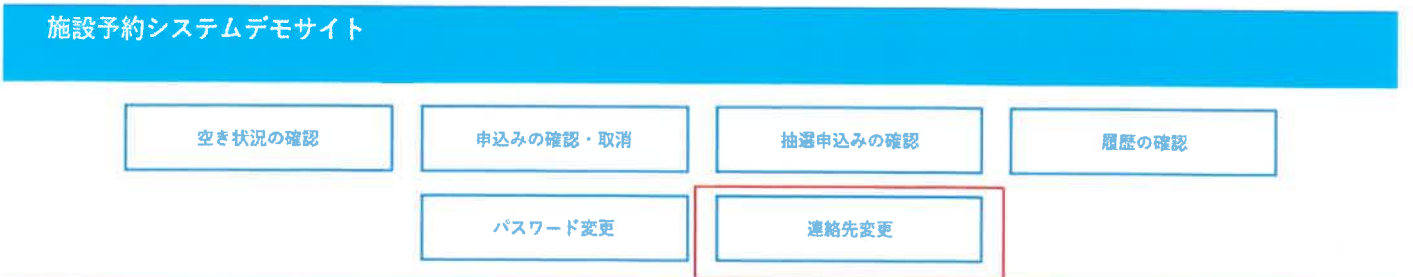 施設予約システムデモサイト
空き状況の確認
申込みの確認・取消
抽選申込みの確認
履歴の確認
パスワード変更
連絡先変更